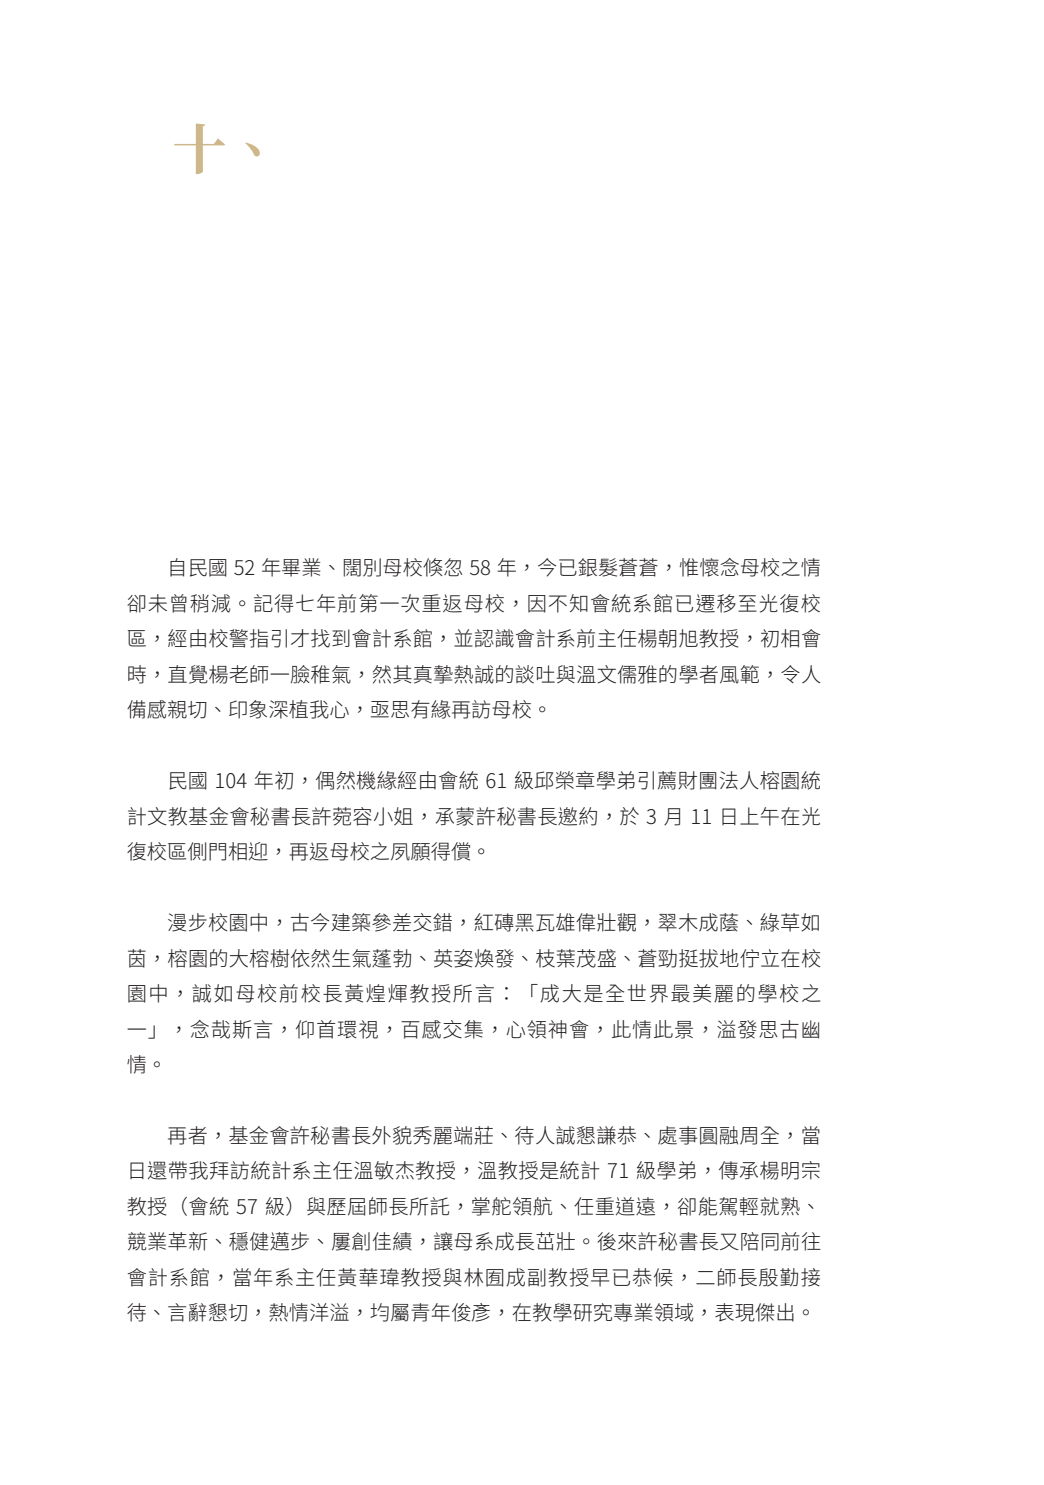 十、
自民國 52 年畢業、闊別母校倏忽 58 年，今已銀髮蒼蒼，惟懷念母校之情
卻未曾稍減。記得七年前第一次重返母校，因不知會統系館已遷移至光復校
區，經由校警指引才找到會計系館，並認識會計系前主任楊朝旭教授，初相會
時，直覺楊老師一臉稚氣，然其真摯熱誠的談吐與溫文儒雅的學者風範，令人
備感親切、印象深植我心，亟思有緣再訪母校。
民國 104 年初，偶然機緣經由會統 61 級邱榮章學弟引薦財團法人榕園統
計文教基金會秘書長許菀容小姐，承蒙許秘書長邀約，於 3 月 11 日上午在光
復校區側門相迎，再返母校之夙願得償。
漫步校園中，古今建築參差交錯，紅磚黑瓦雄偉壯觀，翠木成蔭、綠草如
茵，榕園的大榕樹依然生氣蓬勃、英姿煥發、枝葉茂盛、蒼勁挺拔地佇立在校
園中，誠如母校前校長黃煌煇教授所言：「成大是全世界最美麗的學校之
一」，念哉斯言，仰首環視，百感交集，心領神會，此情此景，溢發思古幽
情。
再者，基金會許秘書長外貌秀麗端莊、待人誠懇謙恭、處事圓融周全，當
日還帶我拜訪統計系主任溫敏杰教授，溫教授是統計 71 級學弟，傳承楊明宗
教授（會統 57 級）與歷屆師長所託，掌舵領航、任重道遠，卻能駕輕就熟、
競業革新、穩健邁步、屢創佳績，讓母系成長茁壯。後來許秘書長又陪同前往
會計系館，當年系主任黃華瑋教授與林囿成副教授早已恭候，二師長殷勤接
待、言辭懇切，熱情洋溢，均屬青年俊彥，在教學研究專業領域，表現傑出。